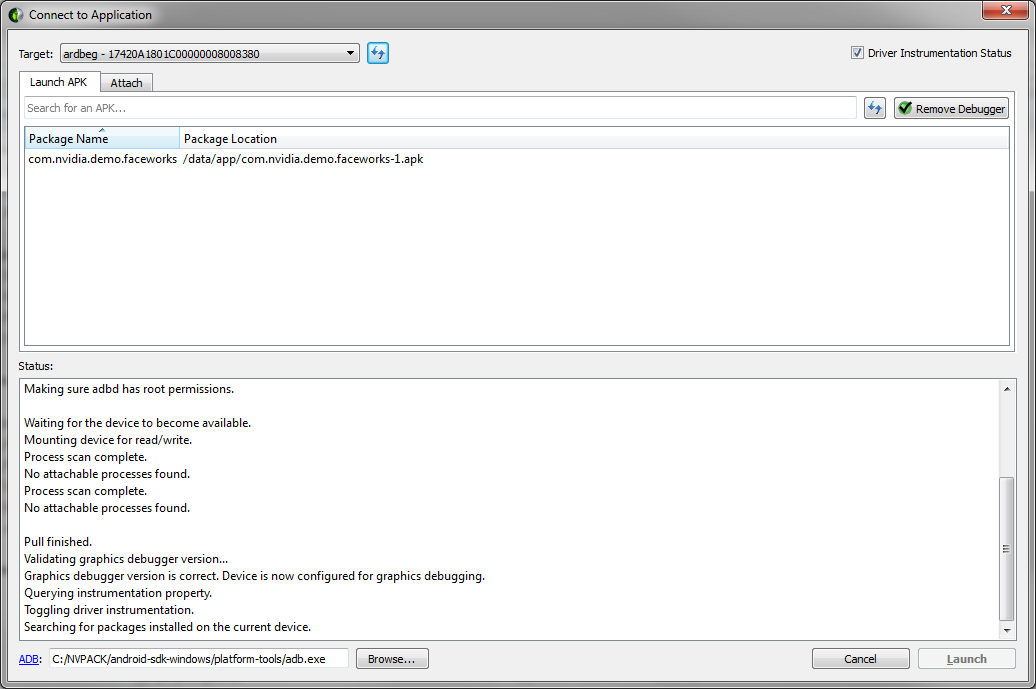 Connect to Application
Target: ardbeg - 17420A1801C00000008008380 Driver Instrumentation Status
Launch APK Attach
Search for an APK... Remove Debugger
Package Name Package Location
com.nvidia.demo.faceworks /data/app/com.nvidia.demo.faceworks-1.apk
Status:
Making sure adbd has root permissions.
Waiting for the device to become available.
Mounting device for read/write.
Process scan complete.
No attachable processes found.
Process scan complete.
No attachable processes found.
Pull finished.
Validating graphics debugger version...
Graphics debugger version is correct. Device is now configured for graphics debugging.
Querying instrumentation property.
Toggling driver instrumentation.
Searching for packages installed on the current device.
ADB: C:/NVPACK/android-sdk-windows/platform-tools/adb.exe Browse... Cancel Launch